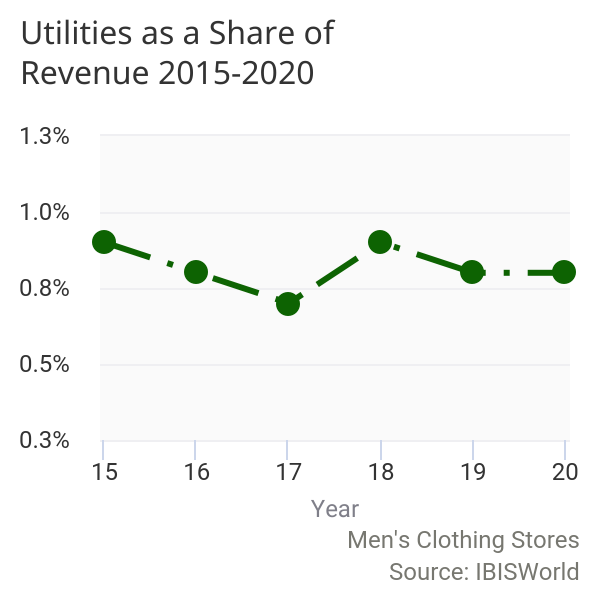 Utilities as a Share of
Revenue 2015-2020
1.3%
1.0%
0.8%
0.5%
0.3%
15 16 17 18 19 20
Year
Men's Clothing Stores
Source: IBISWorld